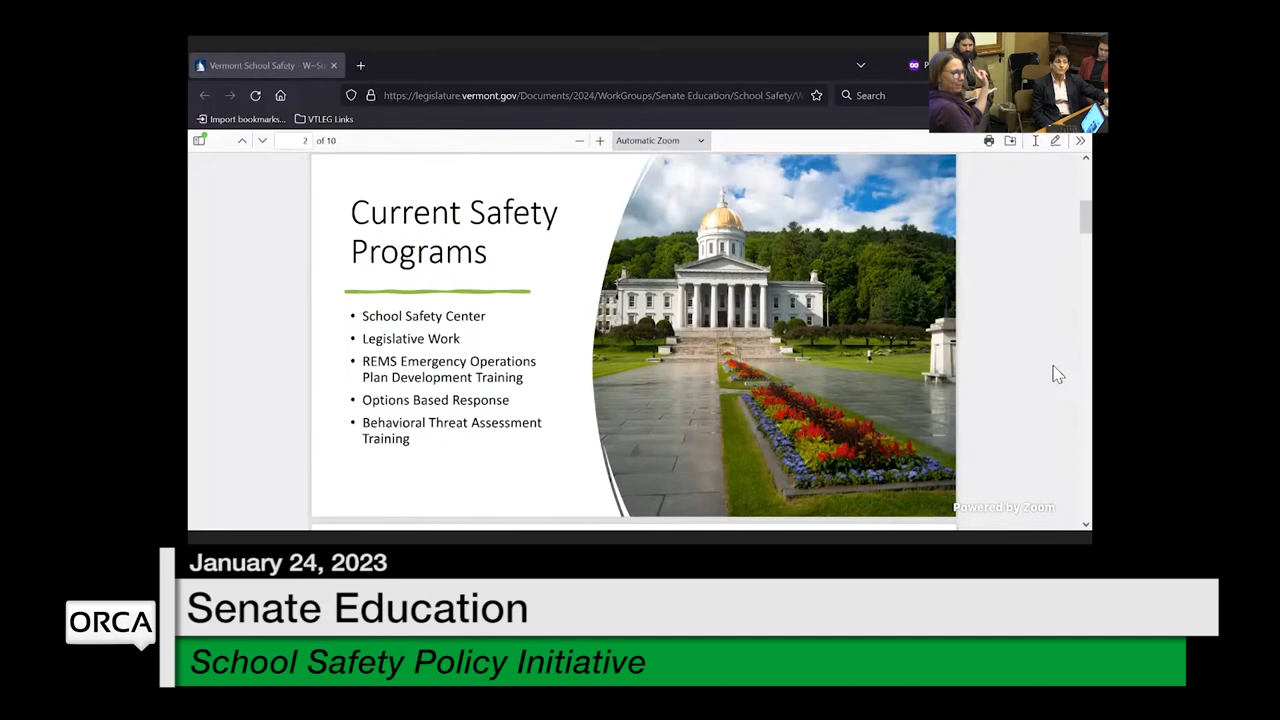 Vermont School Safety - W-Su
P
https://legislature.vermont.gov/Documents/2024/WorkGroups/Senate Education/School Safety/W
Search
Import bookmarks...
VTLEG Links
2 of 10
Automatic Zoom
Current Safety
Programs
• School Safety Center
• Legislative Work
• REMS Emergency Operations
Plan Development Training
• Options Based Response
• Behavioral Threat Assessment
Training
Powered by Zoom
January 24, 2023
ORCA
Senate Education
School Safety Policy Initiative